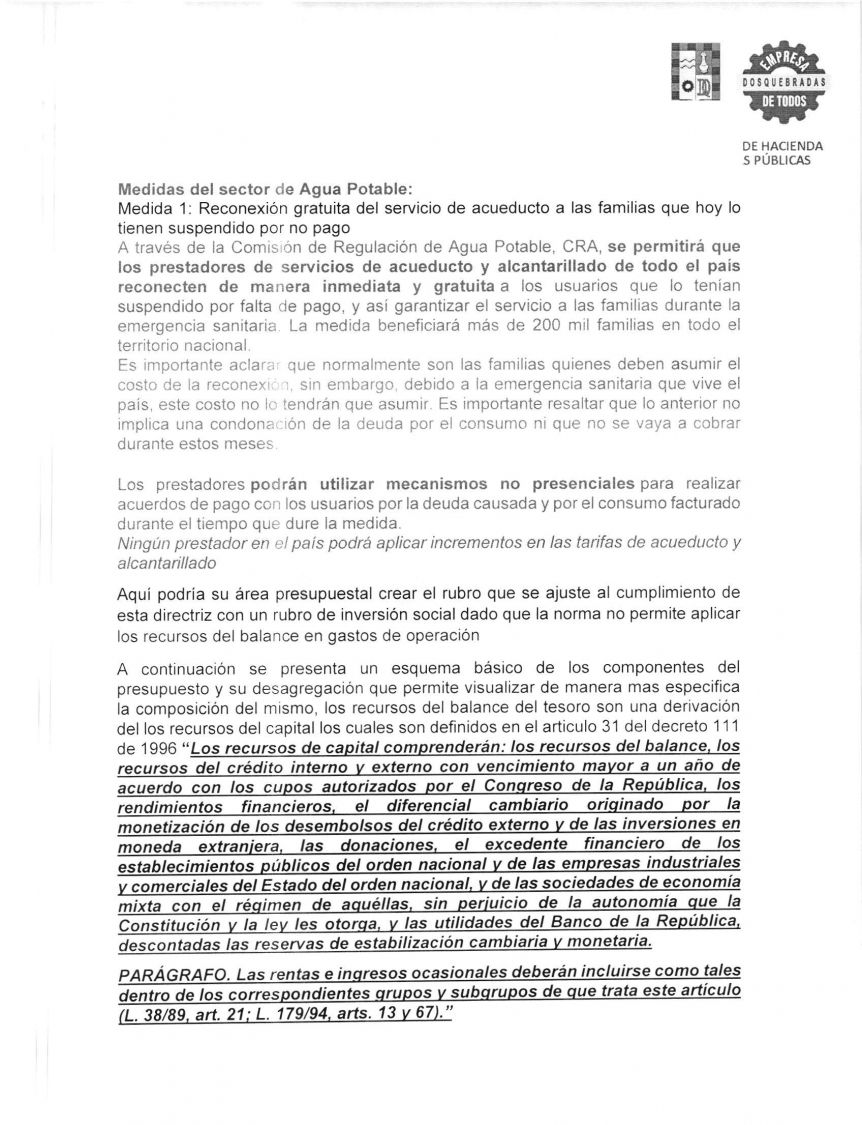 EMPRESA
DOSQUEBRADAS
DE TODOS
DE HACIENDA
S PÚBLICAS
Medidas del sector de Agua Potable:
Medida 1: Reconexión gratuita del servicio de acueducto a las familias que hoy lo
tienen suspendido por no pago
A través de la Comisión de Regulación de Agua Potable, CRA, se permitirá que
los prestadores de servicios de acueducto y alcantarillado de todo el país
reconecten de manera inmediata y gratuita a los usuarios que lo tenían
suspendido por falta de pago, y así garantizar el servicio a las familias durante la
emergencia sanitaria. La medida beneficiará más de 200 mil familias en todo el
territorio nacional.
Es importante aclarar que normalmente son las familias quienes deben asumir el
costo de la reconexión, sin embargo, debido a la emergencia sanitaria que vive el
país, este costo no lo tendrán que asumir. Es importante resaltar que lo anterior no
implica una condonación de la deuda por el consumo ni que no se vaya a cobrar
durante estos meses.
Los prestadores podrán utilizar mecanismos no presenciales para realizar
acuerdos de pago con los usuarios por la deuda causada y por el consumo facturado
durante el tiempo que dure la medida.
Ningún prestador en el país podrá aplicar incrementos en las tarifas de acueducto y
alcantarillado
Aquí podría su área presupuestal crear el rubro que se ajuste al cumplimiento de
esta directriz con un rubro de inversión social dado que la norma no permite aplicar
los recursos del balance en gastos de operación
A continuación se presenta un esquema básico de los componentes del
presupuesto y su desagregación que permite visualizar de manera mas especifica
la composición del mismo, los recursos del balance del tesoro son una derivación
del los recursos del capital los cuales son definidos en el articulo 31 del decreto 111
de 1996 “Los recursos de capital comprenderán: los recursos del balance, los
recursos del crédito interno y externo con vencimiento mayor a un año de
acuerdo con los cupos autorizados por el Congreso de la República, los
rendimientos financieros, el diferencial cambiario originado por la
monetización de los desembolsos del crédito externo y de las inversiones en
moneda extranjera, las donaciones, el excedente financiero de los
establecimientos públicos del orden nacional y de las empresas industriales
y comerciales del Estado del orden nacional, y de las sociedades de economía
mixta con el régimen de aquéllas, sin perjuicio de la autonomía que la
Constitución y la ley les otorga, y las utilidades del Banco de la República,
descontadas las reservas de estabilización cambiaria y monetaria.
PARÁGRAFO. Las rentas e ingresos ocasionales deberán incluirse como tales
dentro de los correspondientes grupos y subgrupos de que trata este artículo
(L. 38/89, art. 21; L. 179/94, arts. 13 y 67).”